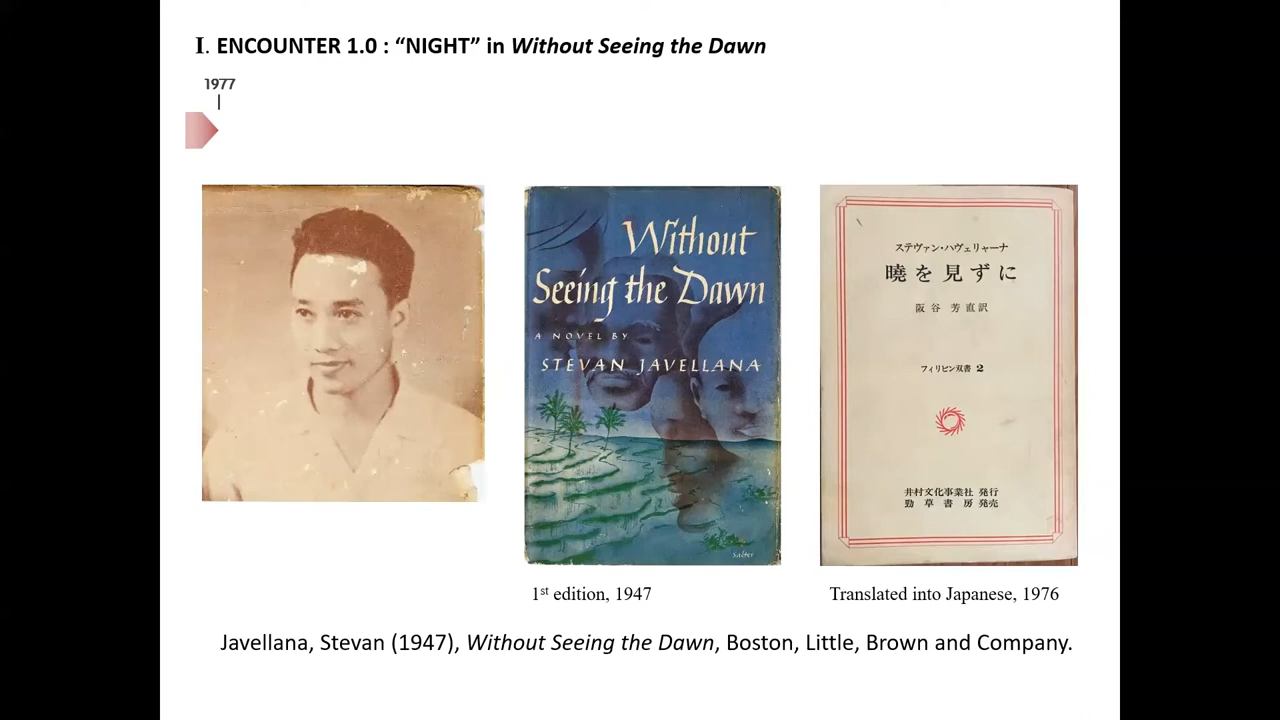 I. ENCOUNTER 1.0 : “NIGHT” in Without Seeing the Dawn
1977
Without
Seeing the Dawn
A NOVEL BY
STEVAN JAVELLANA
Salter
ステヴァン・ハヴェリャーナ
曉を見ずに
阪谷芳直訳
フィリピン双書 2
井村文化事業社 発行
勁草書房 発売
1st edition, 1947
Translated into Japanese, 1976
Javellana, Stevan (1947), Without Seeing the Dawn, Boston, Little, Brown and Company.